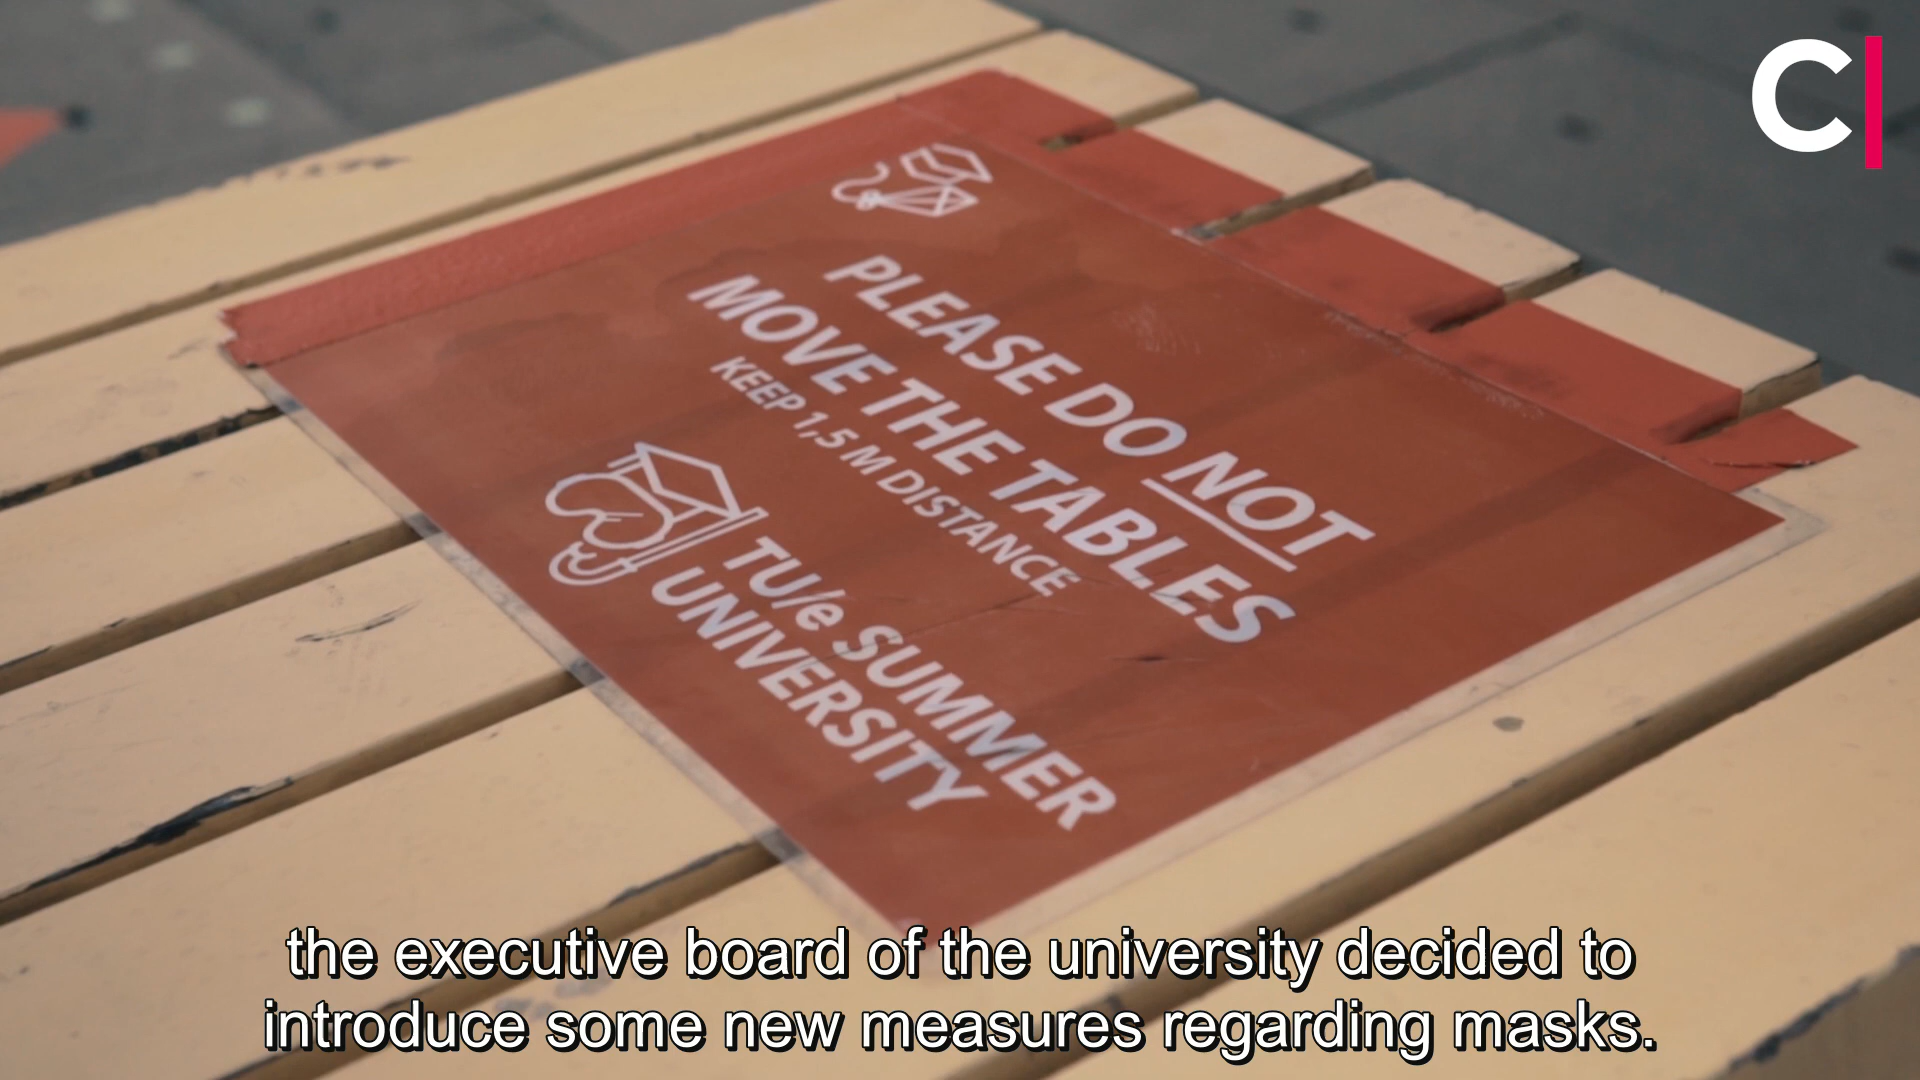 C|
PLEASE DO NOT
MOVE THE TABLES
KEEP 1,5 M DISTANCE
TU/e SUMMER
UNIVERSITY
the executive board of the university decided to
introduce some new measures regarding masks.